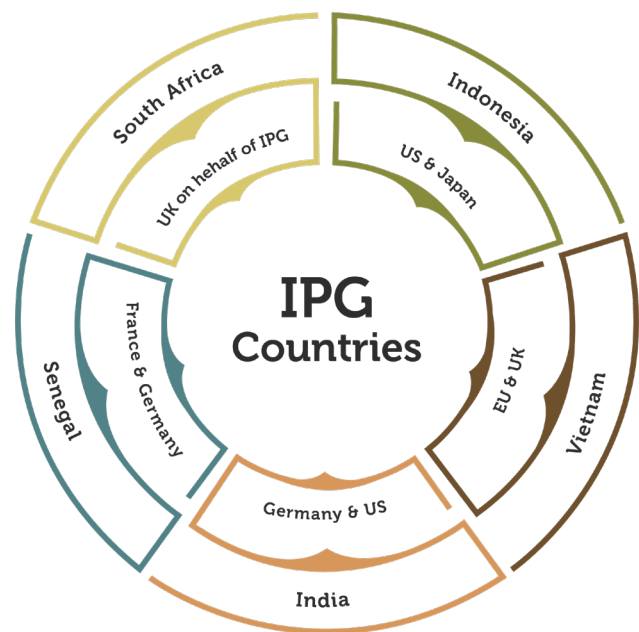 IPG
Countries
South Africa
UK on hehalf of IPG
Indonesia
US & Japan
Vietnam
EU & UK
India
Germany & US
Senegal
France & Germany